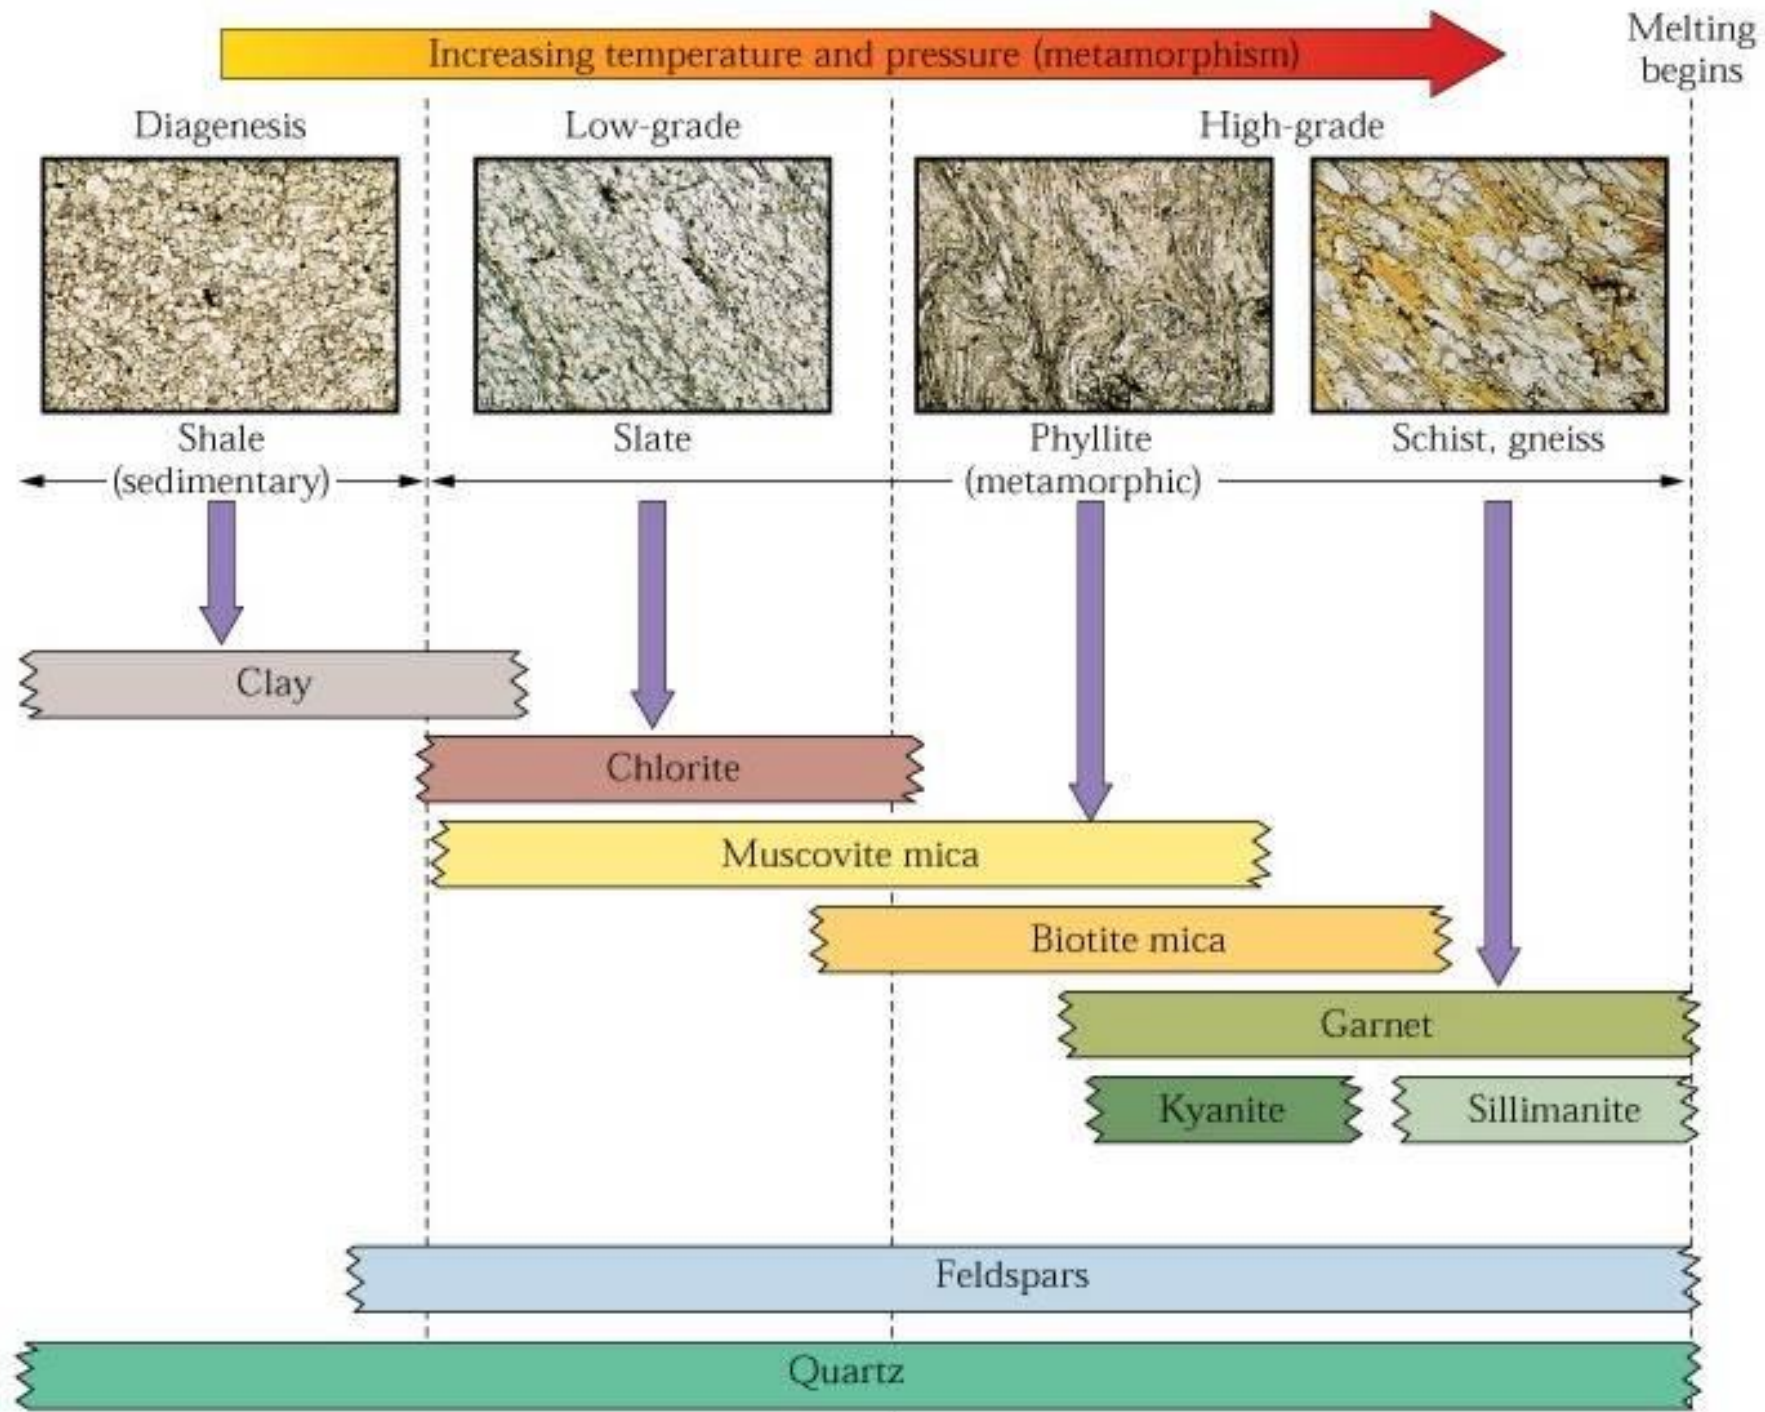 Increasing temperature and pressure (metamorphism)
Melting
begins
Diagenesis
Low-grade
High-grade
Shale
(sedimentary)
Slate
Phyllite
(metamorphic)
Schist, gneiss
Clay
Chlorite
Muscovite mica
Biotite mica
Garnet
Kyanite
Sillimanite
Feldspars
Quartz